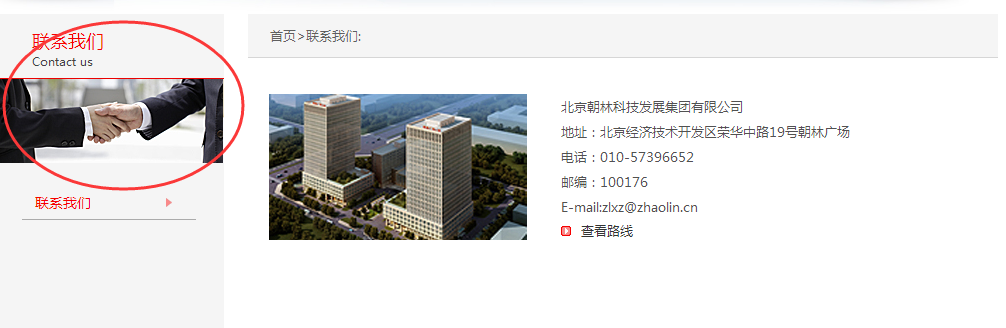 联系我们
Contact us
联系我们
首页>联系我们:
北京朝林科技发展集团有限公司
地址：北京经济技术开发区荣华中路19号朝林广场
电话：010-57396652
邮编：100176
E-mail:zlxz@zhaolin.cn
查看路线